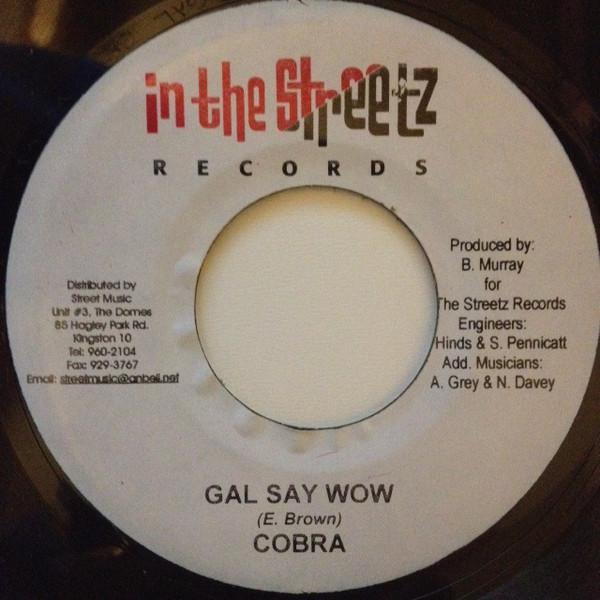 in the Streetz
RECORDS
Distributed by
Street Music
Unit #3, The Domes
85 Hagley Park Rd.
Kingston 10
Tel: 960-2104
Fax: 929-3767
Email: streetmusic@anbell.net
Produced by:
B. Murray
for
The Streetz Records
Engineers:
Hinds & S. Pennicatt
Add. Musicians:
A. Grey & N. Davey
GAL SAY WOW
(E. Brown)
COBRA